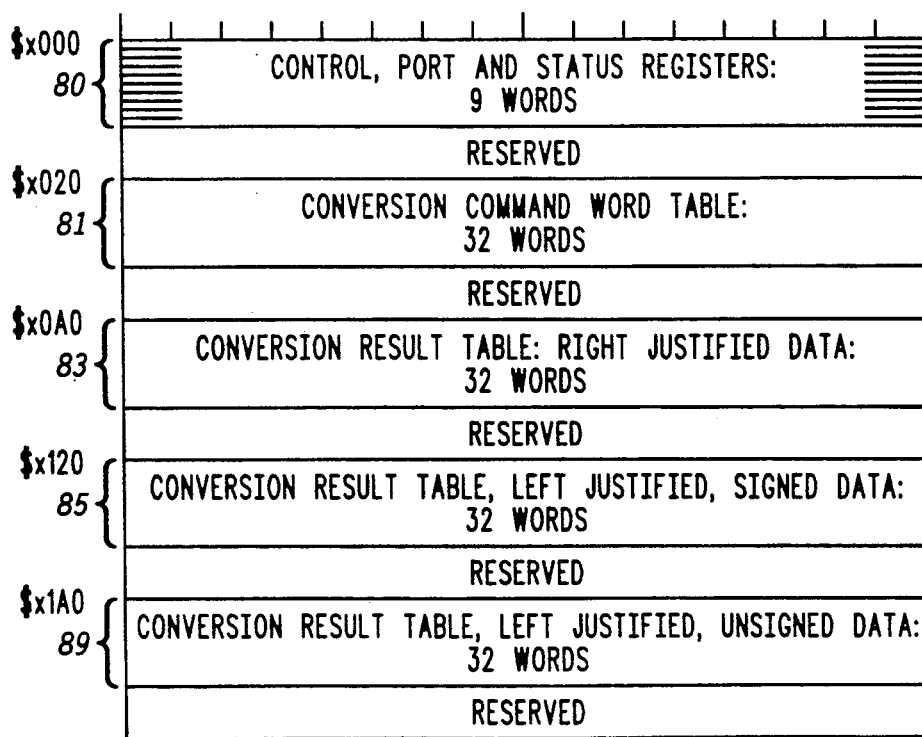 $x000
80
CONTROL, PORT AND STATUS REGISTERS:
9 WORDS
RESERVED
$x020
81
CONVERSION COMMAND WORD TABLE:
32 WORDS
RESERVED
$x0A0
83
CONVERSION RESULT TABLE: RIGHT JUSTIFIED DATA:
32 WORDS
RESERVED
$x120
85
CONVERSION RESULT TABLE, LEFT JUSTIFIED, SIGNED DATA:
32 WORDS
RESERVED
$x1A0
89
CONVERSION RESULT TABLE, LEFT JUSTIFIED, UNSIGNED DATA:
32 WORDS
RESERVED